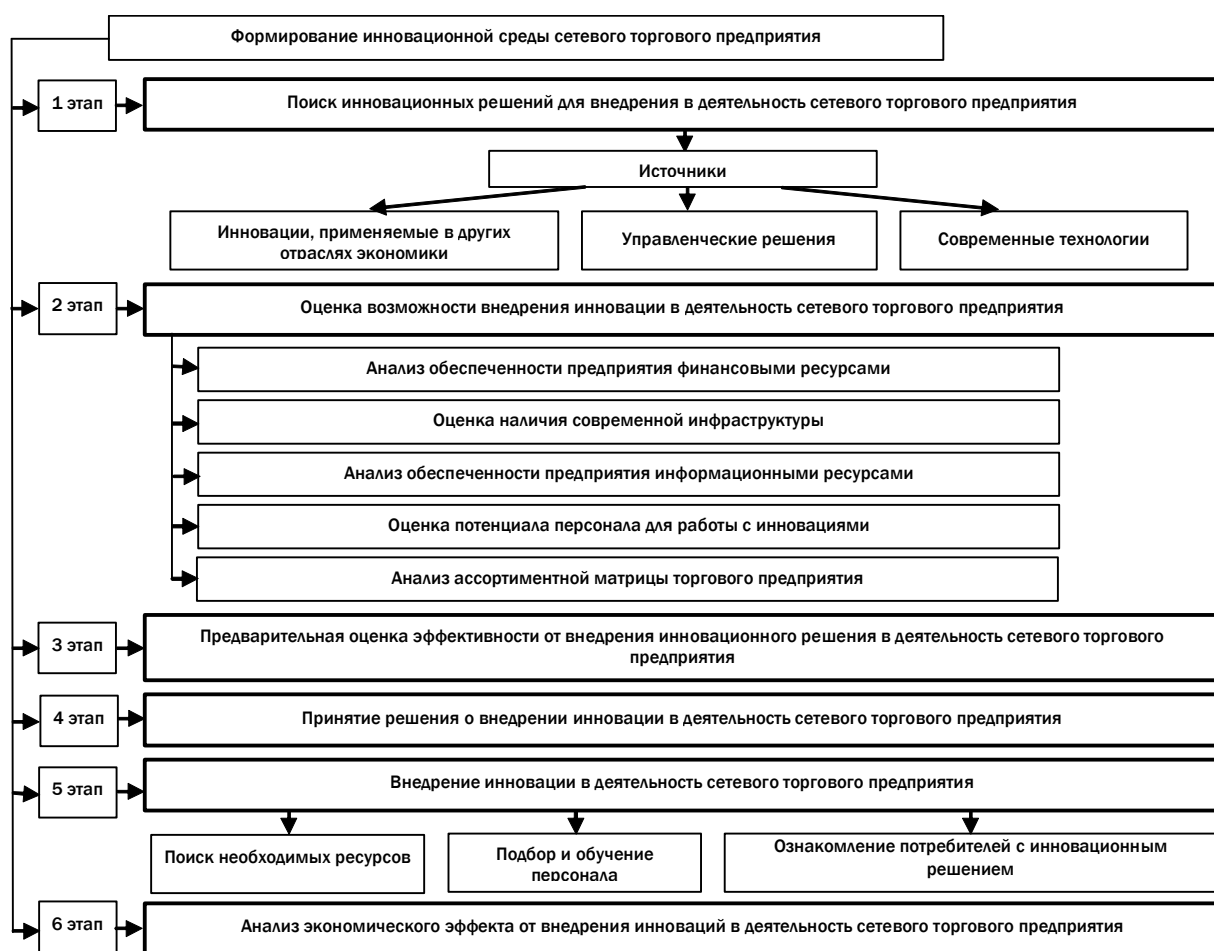 Формирование инновационной среды сетевого торгового предприятия
1 этап
Поиск инновационных решений для внедрения в деятельность сетевого торгового предприятия
Источники
Инновации, применяемые в других
отраслях экономики
Управленческие решения
Современные технологии
2 этап
Оценка возможности внедрения инновации в деятельность сетевого торгового предприятия
Анализ обеспеченности предприятия финансовыми ресурсами
Оценка наличия современной инфраструктуры
Анализ обеспеченности предприятия информационными ресурсами
Оценка потенциала персонала для работы с инновациями
Анализ ассортиментной матрицы торгового предприятия
3 этап
Предварительная оценка эффективности от внедрения инновационного решения в деятельность сетевого торгового
предприятия
4 этап
Принятие решения о внедрении инновации в деятельность сетевого торгового предприятия
5 этап
Внедрение инновации в деятельность сетевого торгового предприятия
Поиск необходимых ресурсов
Подбор и обучение
персонала
Ознакомление потребителей с инновационным
решением
6 этап
Анализ экономического эффекта от внедрения инноваций в деятельность сетевого торгового предприятия